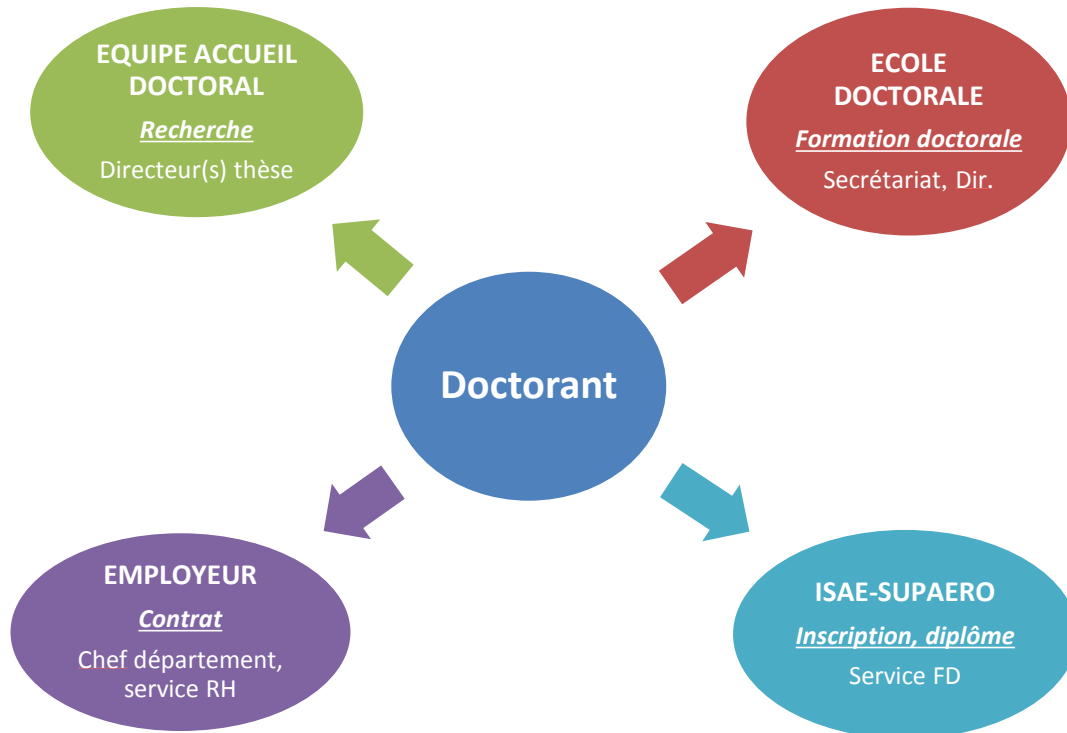 EQUIPE ACCUEIL
DOCTORAL
Recherche
Directeur(s) thèse
ECOLE
DOCTORALE
Formation doctorale
Secrétariat, Dir.
Doctorant
EMPLOYEUR
Contrat
Chef département,
service RH
ISAE-SUPAERO
Inscription, diplôme
Service FD